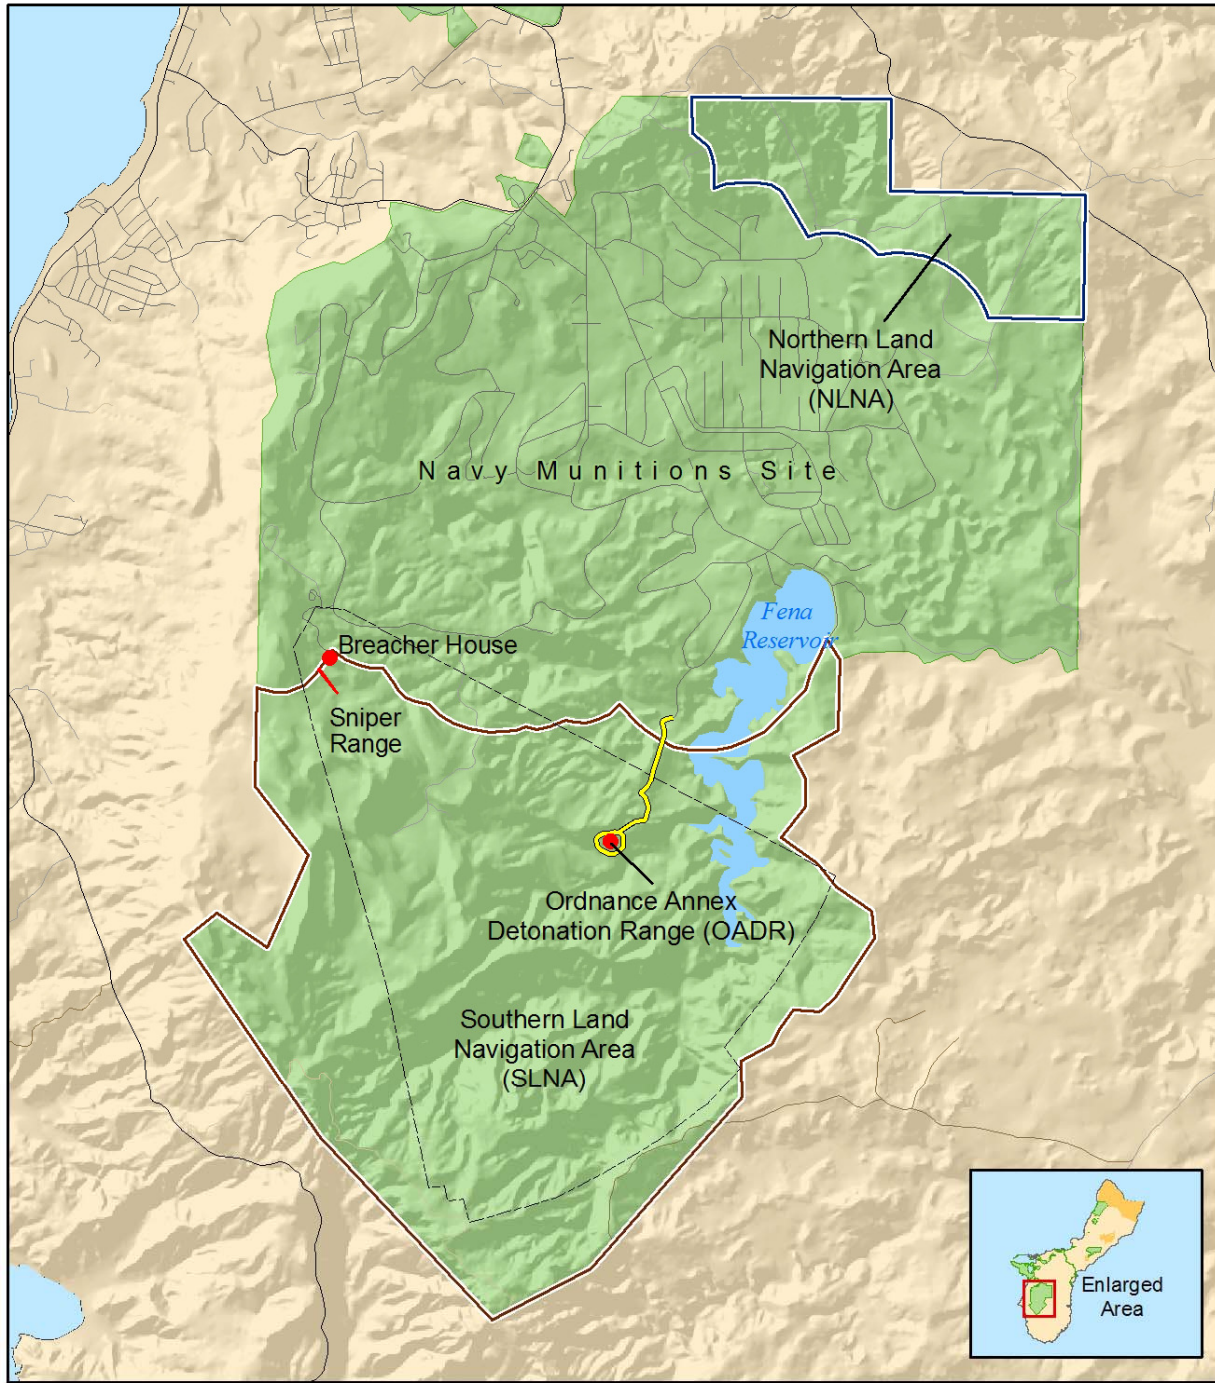 Northern Land
Navigation Area
(NLNA)
Navy Munitions Site
Fena
Reservoir
Breacher House
Sniper
Range
Ordnance Annex
Detonation Range (OADR)
Southern Land
Navigation Area
(SLNA)
Enlarged
Area